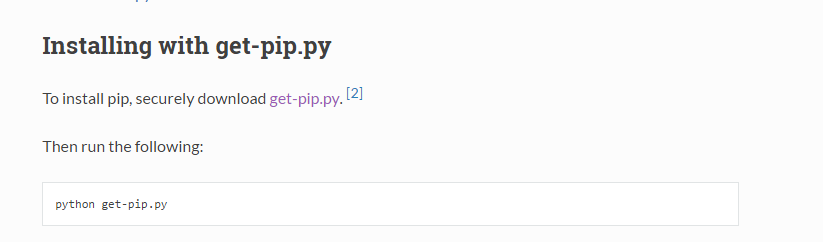 Installing with get-pip.py
To install pip, securely download get-pip.py. [2]
Then run the following:
python get-pip.py